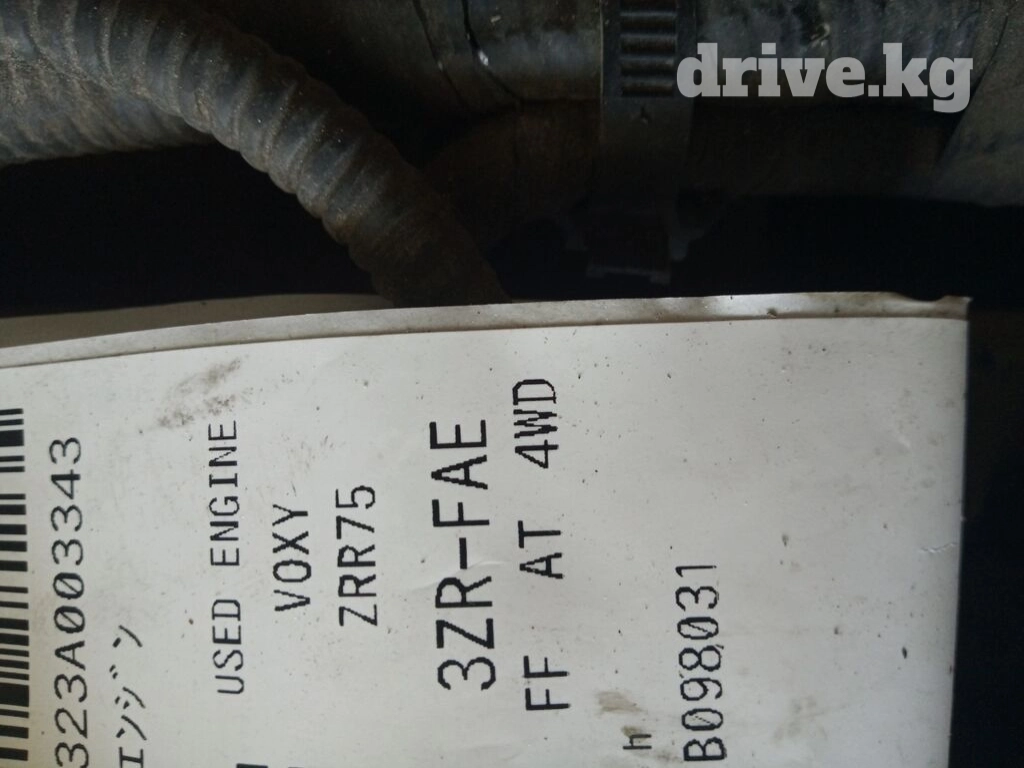 drive.kg
323A003343
エンジン
USED ENGINE
VOXY
ZRR75
3ZR-FAE
FF AT 4WD
h
B098031